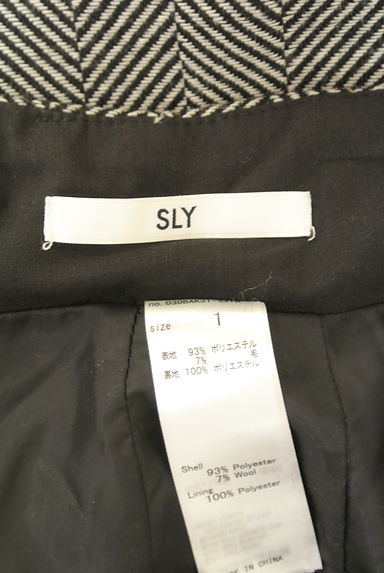 SLY
size 1
表地 93% ポリエステル
7% 毛
裏地 100% ポリエステル
Shell 93% Polyester
7% Wool
Lining 100% Polyester
IN CHINA